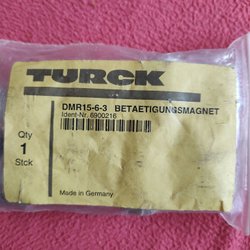 TURCK
DMR15-6-3 BETAETIGUNGSMAGNET
Ident-Nr. 6900216
Qty
1
Stck
Made in Germany